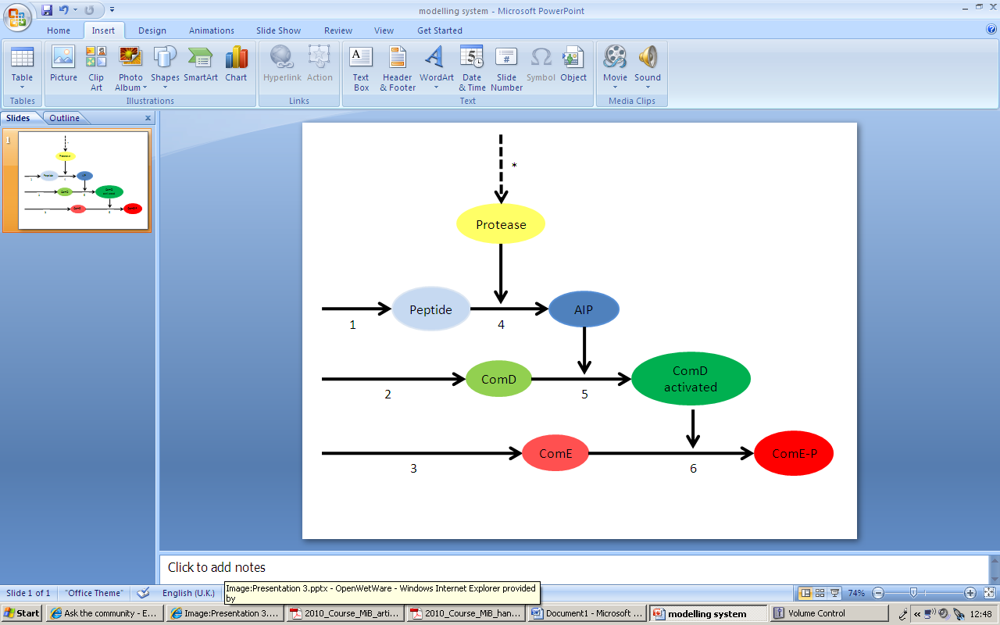 modelling system - Microsoft PowerPoint
Home Insert Design Animations Slide Show Review View Get Started
Table
Picture
Clip Art
Photo Album
Shapes
SmartArt
Chart
Hyperlink
Action
Text Box
Header & Footer
WordArt
Date & Time
Slide Number
Symbol
Object
Movie
Sound
Tables Illustrations Links Text Media Clips
Slides Outline x
1
*
Protease
Peptide
AIP
1
4
ComD
ComD
activated
2
5
ComE
ComE-P
3
6
Click to add notes
Slide 1 of 1 "Office Theme" English (U.K.) 74%
Image:Presentation 3.pptx - OpenWetWare - Windows Internet Explorer provided
by
Start Ask the community - E... Image:Presentation 3.... 2010_Course_MiB_arti... 2010_Course_MiB_han... Document1 - Microsoft ... modelling system Volume Control « 12:48